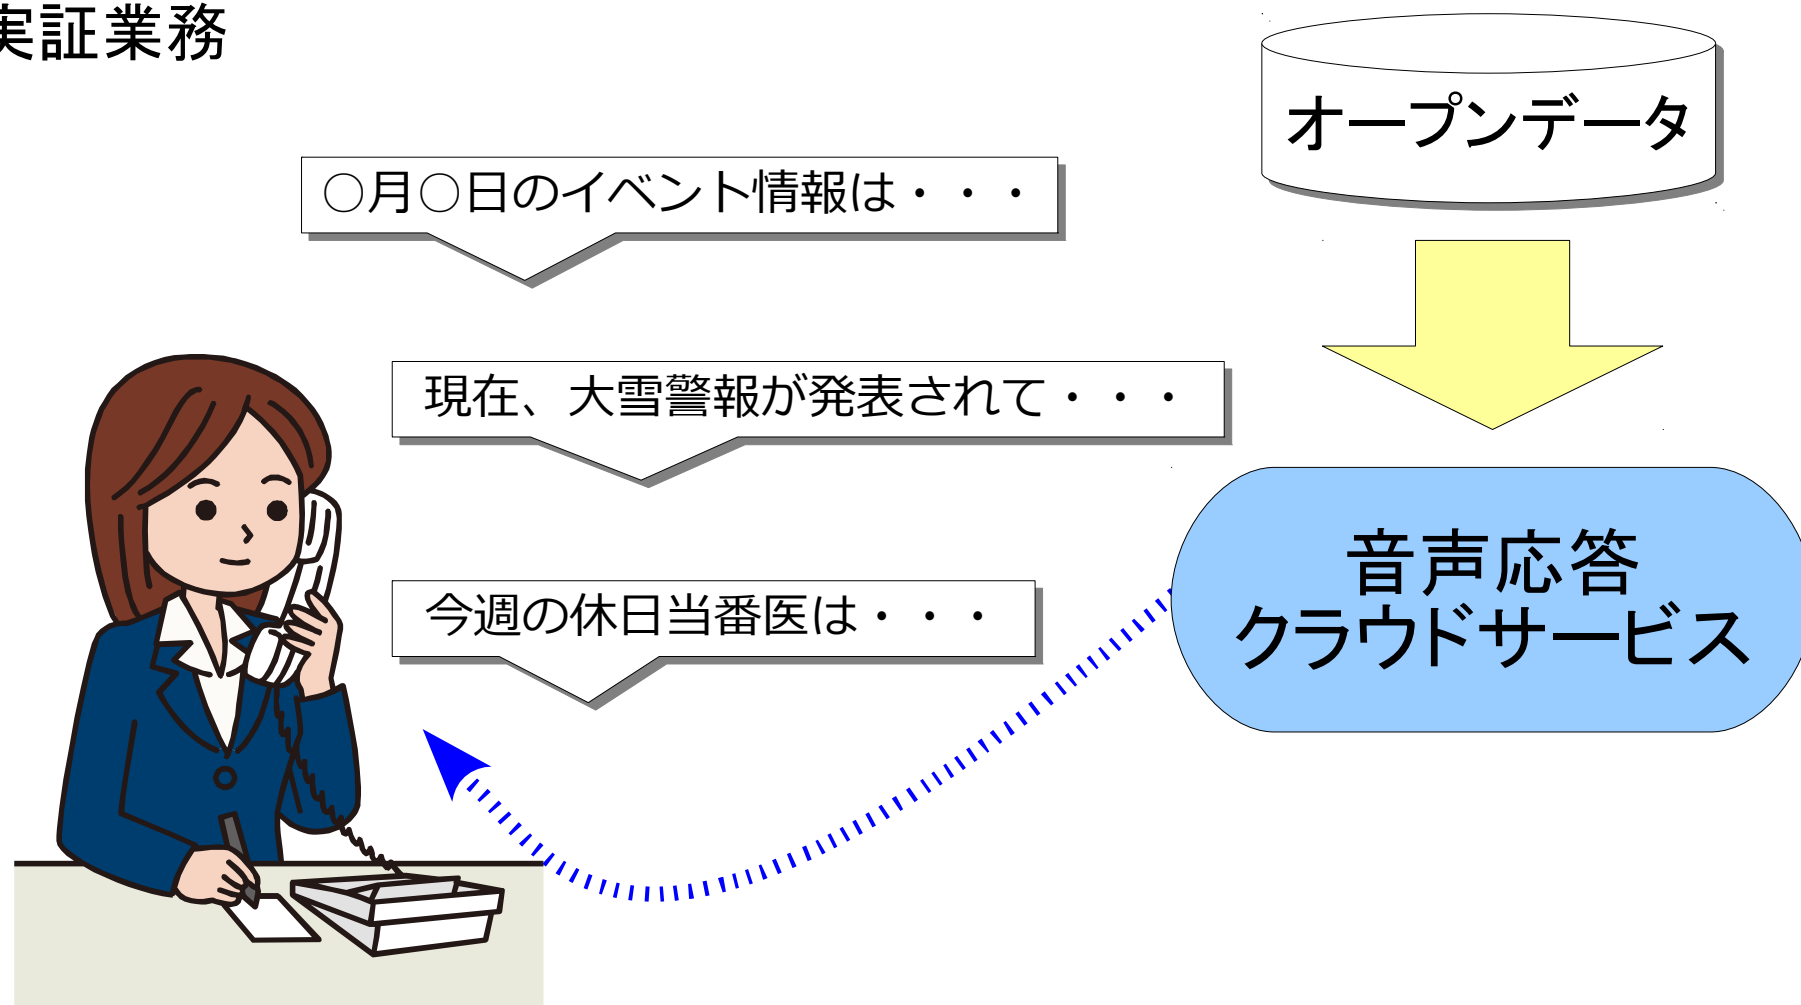 実証業務
オープンデータ
○月○日のイベント情報は・・・
現在、大雪警報が発表されて・・・
今週の休日当番医は・・・
音声応答
クラウドサービス